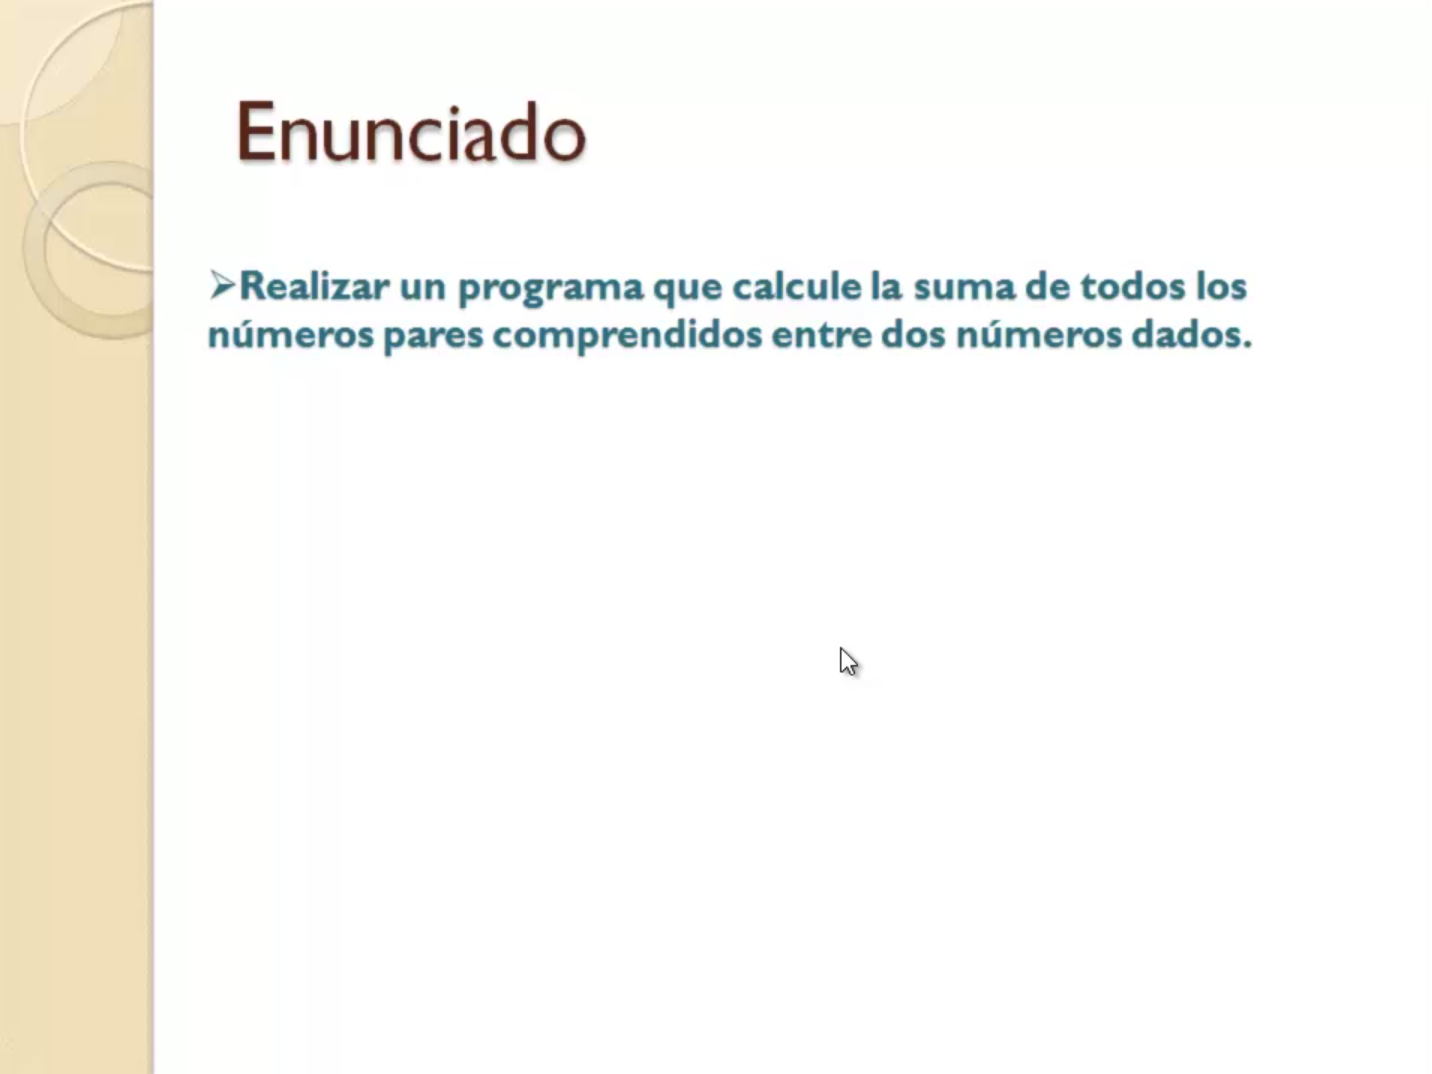 Enunciado
➢Realizar un programa que calcule la suma de todos los
números pares comprendidos entre dos números dados.